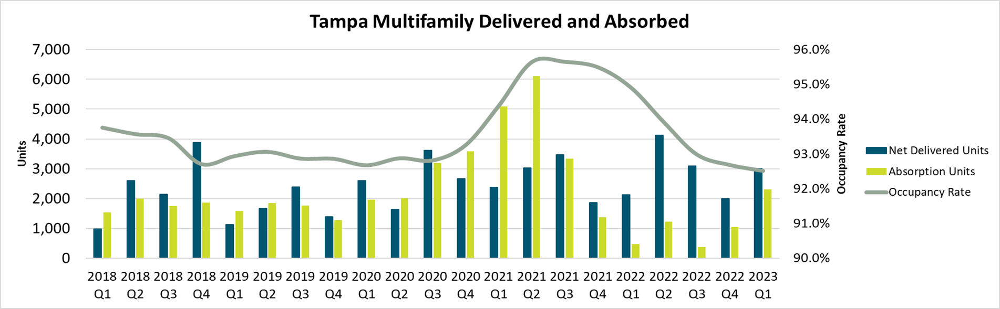 Tampa Multifamily Delivered and Absorbed
7,000
6,000
5,000
4,000
3,000
2,000
1,000
0
Units
96.0%
95.0%
94.0%
93.0%
92.0%
91.0%
90.0%
Occupancy Rate
2018 2018 2018 2018 2019 2019 2019 2019 2020 2020 2020 2020 2021 2021 2021 2021 2022 2022 2022 2022 2023
Q1 Q2 Q3 Q4 Q1 Q2 Q3 Q4 Q1 Q2 Q3 Q4 Q1 Q2 Q3 Q4 Q1 Q2 Q3 Q4 Q1
Net Delivered Units
Absorption Units
Occupancy Rate